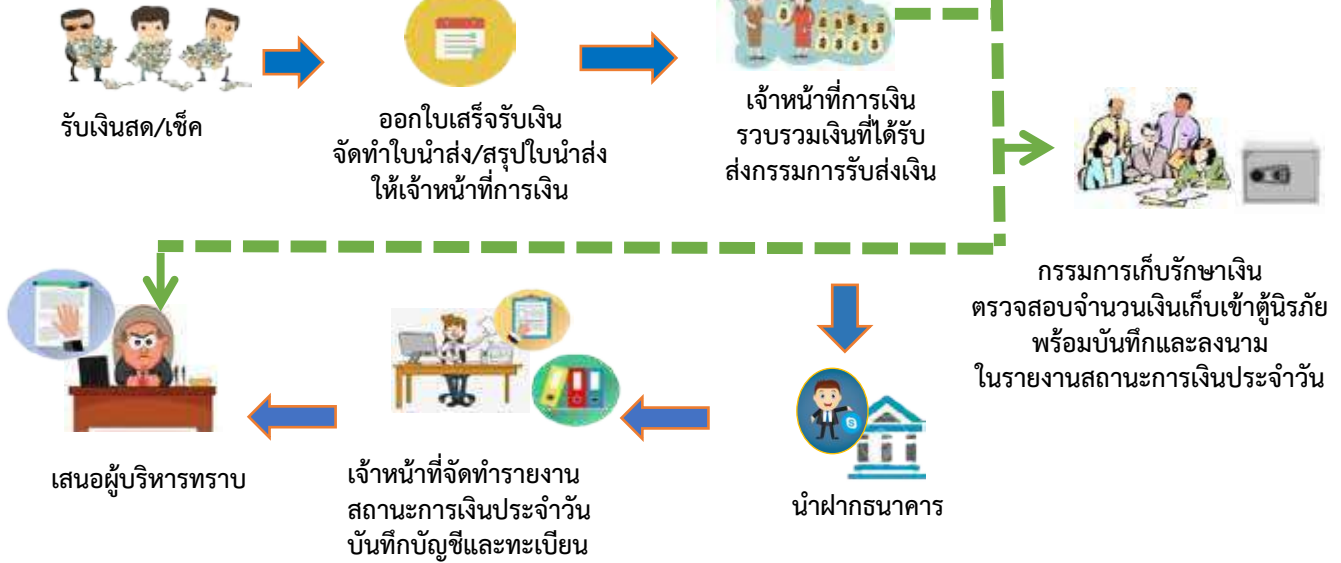 รับเงินสด/เช็ค
ออกใบเสร็จรับเงิน
จัดทำใบนำส่ง/สรุปใบนำส่ง
ให้เจ้าหน้าที่การเงิน
เจ้าหน้าที่การเงิน
รวบรวมเงินที่ได้รับ
ส่งกรรมการรับส่งเงิน
กรรมการเก็บรักษาเงิน
ตรวจสอบจำนวนเงินเก็บเข้าตู้นิรภัย
พร้อมบันทึกและลงนาม
ในรายงานสถานะการเงินประจำวัน
นำฝากธนาคาร
เจ้าหน้าที่จัดทำรายงาน
สถานะการเงินประจำวัน
บันทึกบัญชีและทะเบียน
เสนอผู้บริหารทราบ